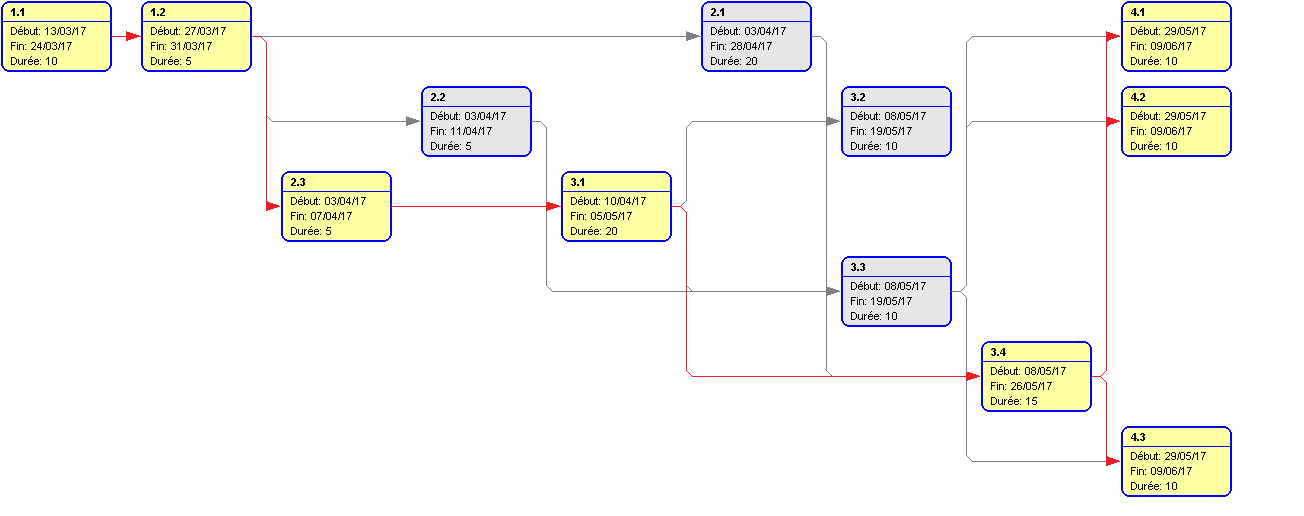 1.1
Début: 13/03/17
Fin: 24/03/17
Durée: 10
1.2
Début: 27/03/17
Fin: 31/03/17
Durée: 5
2.1
Début: 03/04/17
Fin: 28/04/17
Durée: 20
4.1
Début: 29/05/17
Fin: 09/06/17
Durée: 10
2.2
Début: 03/04/17
Fin: 11/04/17
Durée: 5
3.2
Début: 08/05/17
Fin: 19/05/17
Durée: 10
4.2
Début: 29/05/17
Fin: 09/06/17
Durée: 10
2.3
Début: 03/04/17
Fin: 07/04/17
Durée: 5
3.1
Début: 10/04/17
Fin: 05/05/17
Durée: 20
3.3
Début: 08/05/17
Fin: 19/05/17
Durée: 10
3.4
Début: 08/05/17
Fin: 26/05/17
Durée: 15
4.3
Début: 29/05/17
Fin: 09/06/17
Durée: 10